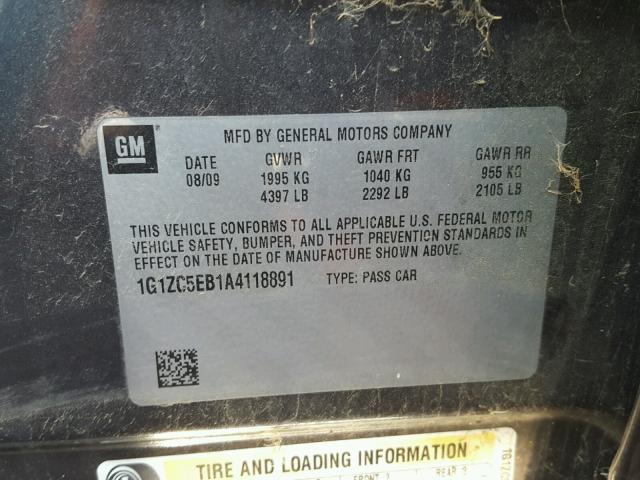 GM
MFD BY GENERAL MOTORS COMPANY
DATE GVWR GAWR FRT GAWR RR
08/09 1995 KG 1040 KG 955 KG
4397 LB 2292 LB 2105 LB
THIS VEHICLE CONFORMS TO ALL APPLICABLE U.S. FEDERAL MOTOR
VEHICLE SAFETY, BUMPER, AND THEFT PREVENTION STANDARDS IN
EFFECT ON THE DATE OF MANUFACTURE SHOWN ABOVE.
1G1ZC5EB1A4118891 TYPE: PASS CAR
TIRE AND LOADING INFORMATION